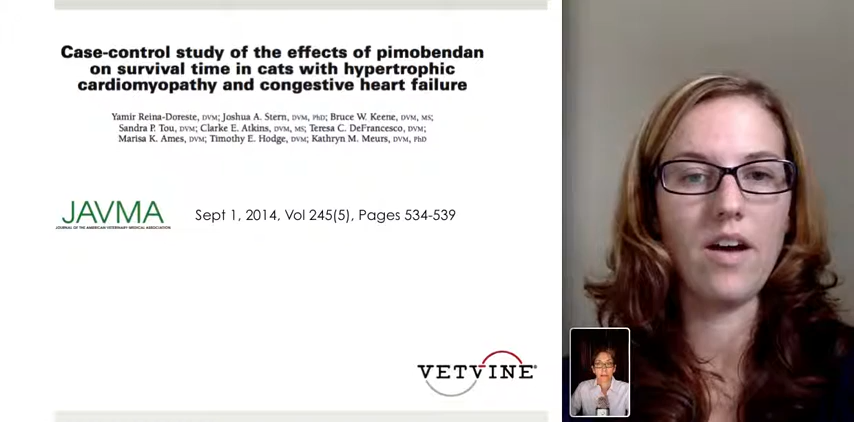 Case-control study of the effects of pimobendan
on survival time in cats with hypertrophic
cardiomyopathy and congestive heart failure
Yamir Reina-Doreste, DVM; Joshua A. Stern, DVM, PhD; Bruce W. Keene, DVM, MS;
Sandra P. Tou, DVM; Clarke E. Atkins, DVM, MS; Teresa C. DeFrancesco, DVM;
Marisa K. Ames, DVM; Timothy E. Hodge, DVM; Kathryn M. Meurs, DVM, PhD
JAVMA
JOURNAL OF THE AMERICAN VETERINARY MEDICAL ASSOCIATION
Sept 1, 2014, Vol 245(5), Pages 534-539
VETVINE®